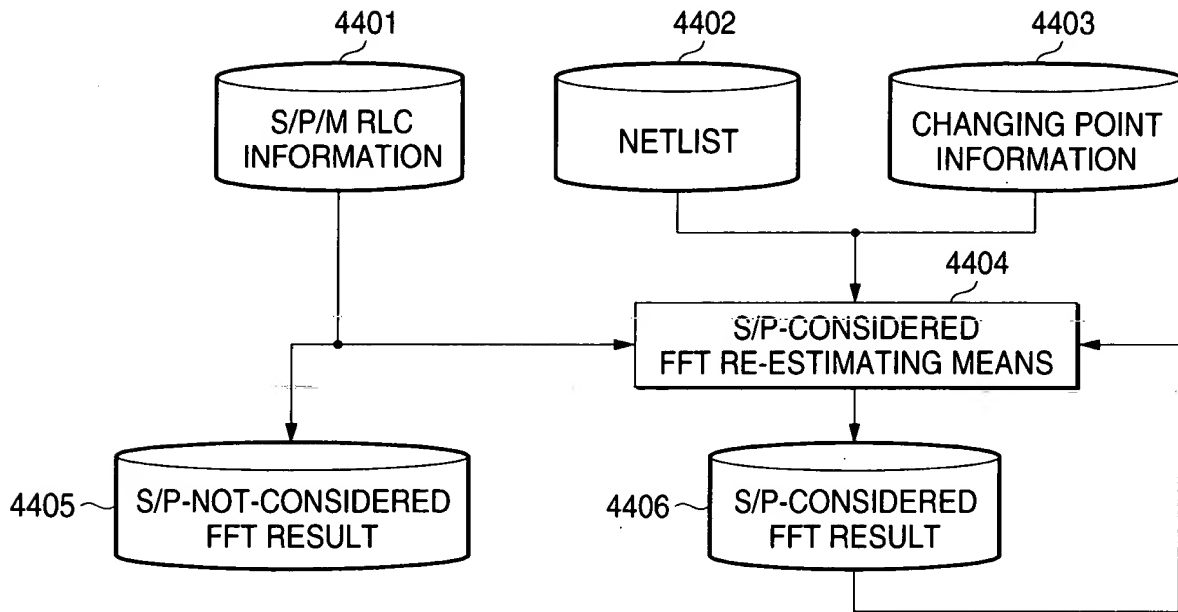 4401
4402
4403
S/P/M RLC
INFORMATION
NETLIST
CHANGING POINT
INFORMATION
4404
S/P-CONSIDERED
FFT RE-ESTIMATING MEANS
4405
S/P-NOT-CONSIDERED
FFT RESULT
4406
S/P-CONSIDERED
FFT RESULT